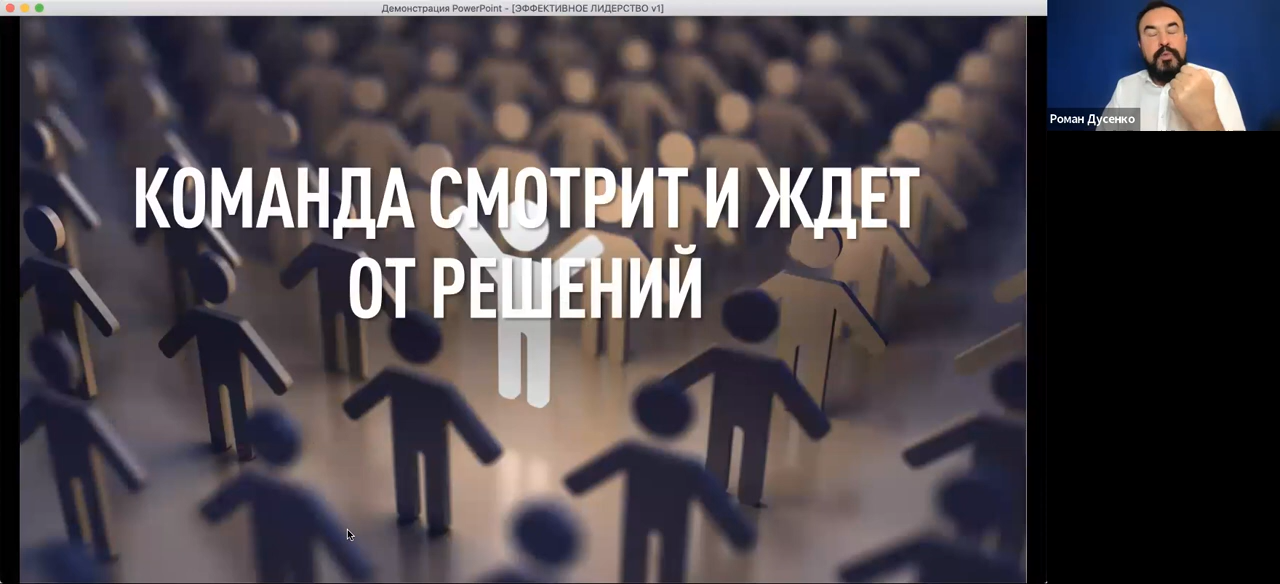 Демонстрация PowerPoint - [ЭФФЕКТИВНОЕ ЛИДЕРСТВО v1]
КОМАНДА СМОТРИТ И ЖДЕТ
ОТ РЕШЕНИЙ
Роман Дусенко